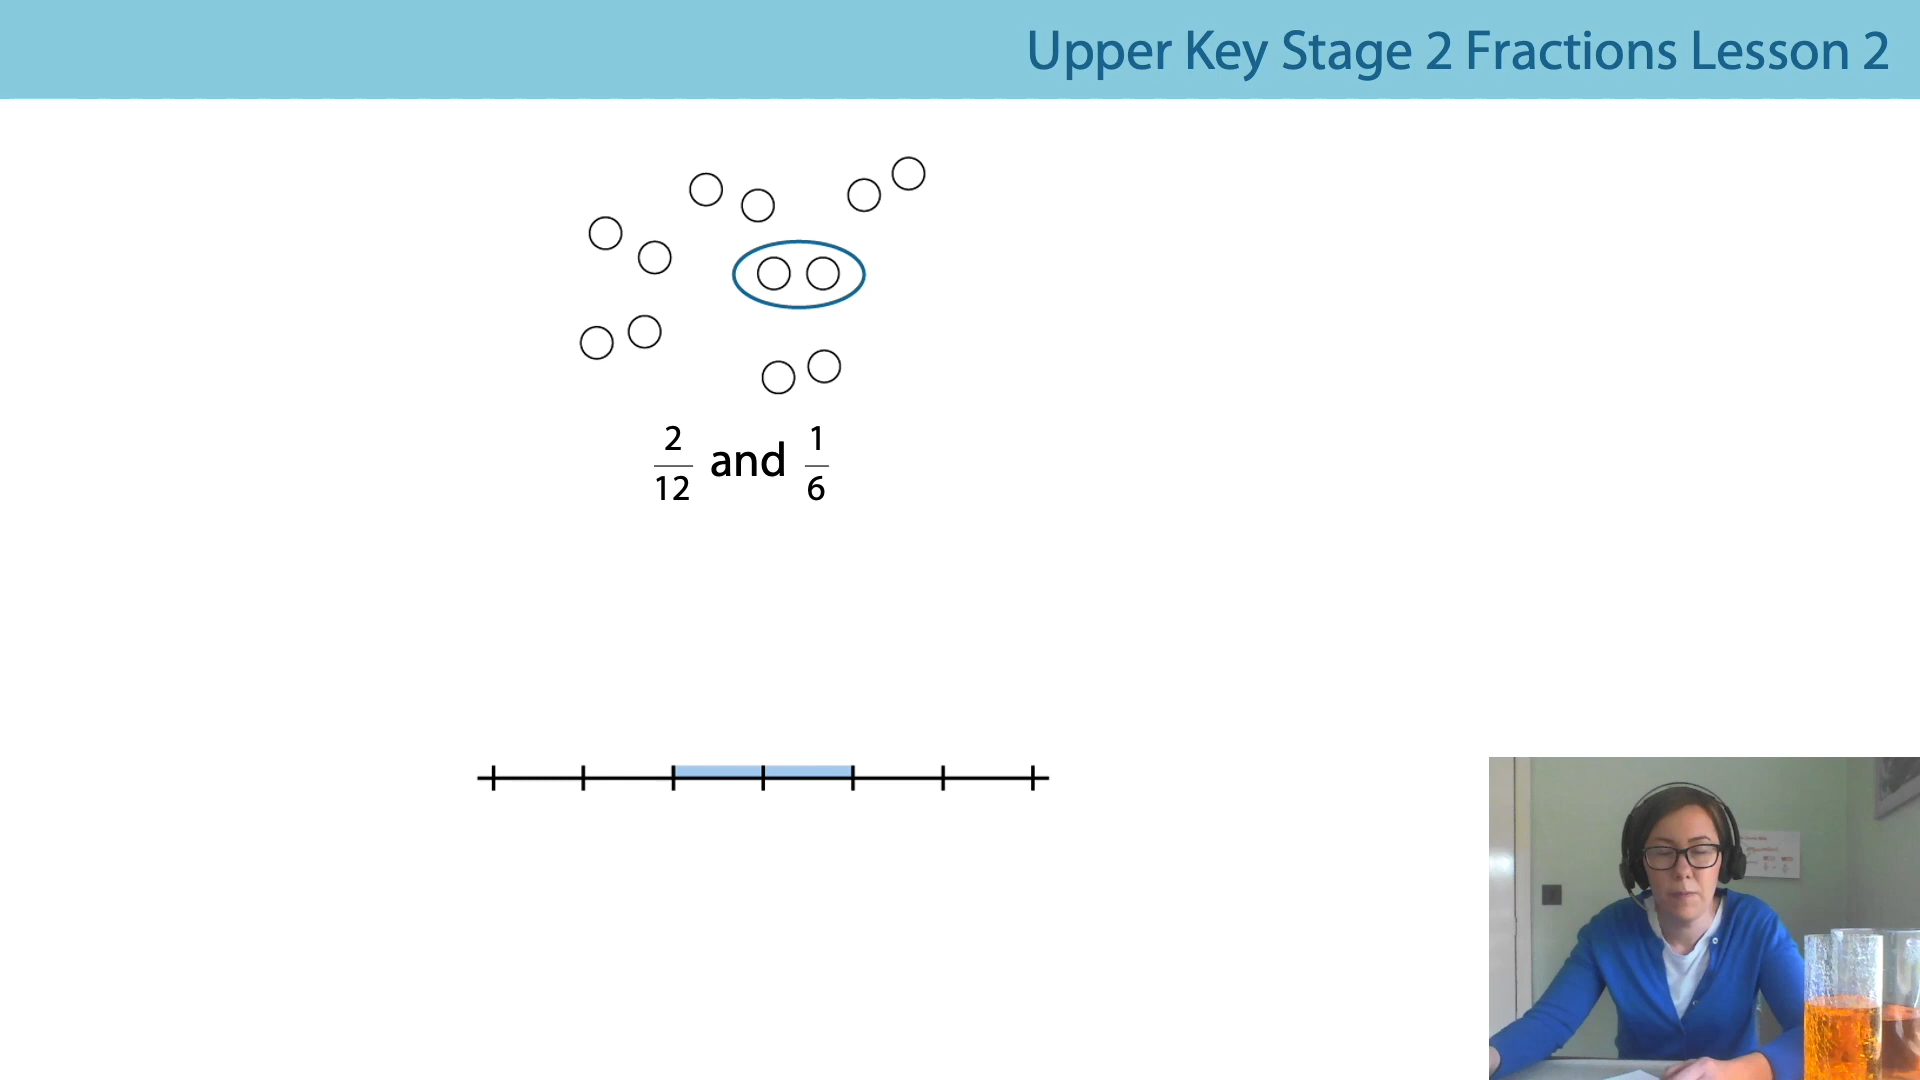 Upper Key Stage 2 Fractions Lesson 2
2/12 and 1/6